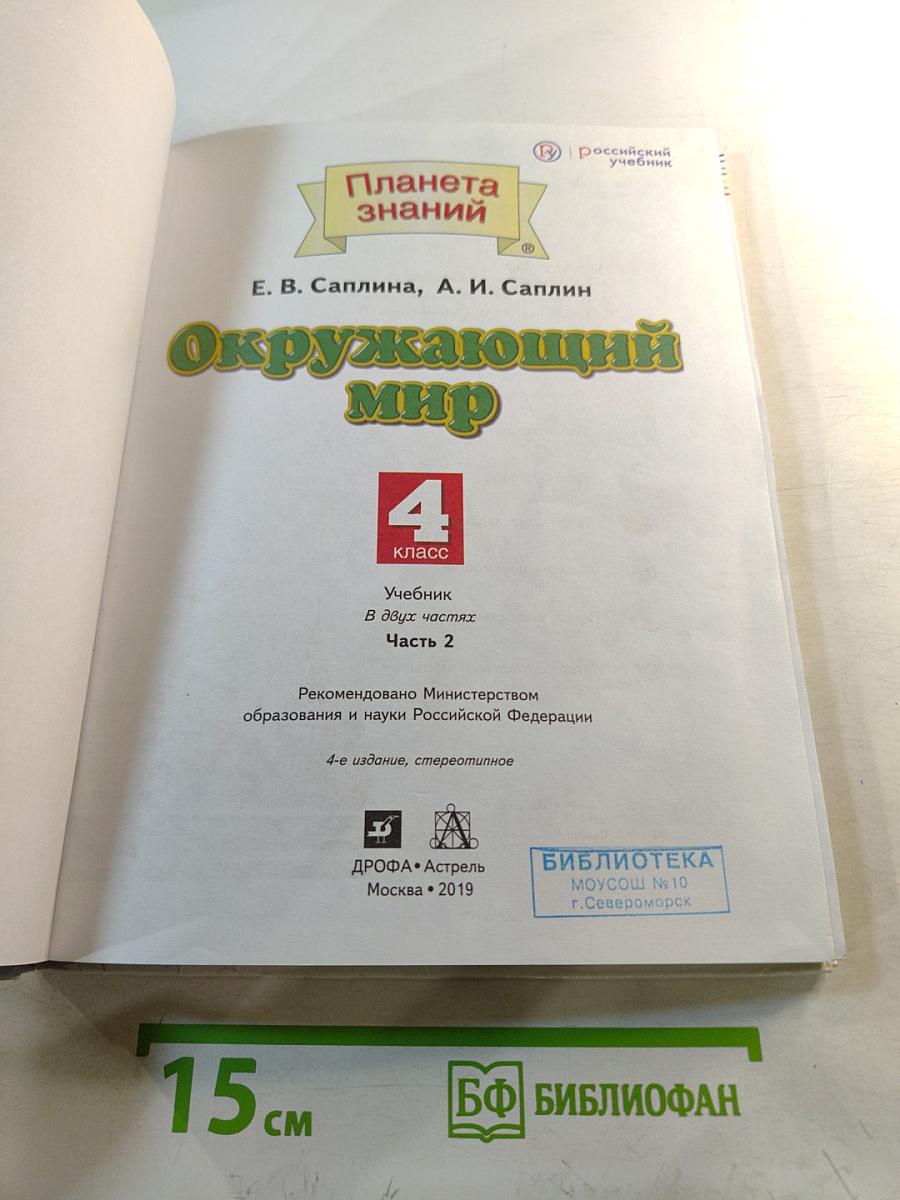 РУ | Российский
учебник
Планета
знаний
®
Е. В. Саплина, А. И. Саплин
Окружающий
мир
4
класс
Учебник
В двух частях
Часть 2
Рекомендовано Министерством
образования и науки Российской Федерации
4-е издание, стереотипное
ДРОФА • Астрель
Москва • 2019
БИБЛИОТЕКА
МОУСОШ №10
г.Североморск
15 см
БФ БИБЛИОФАН